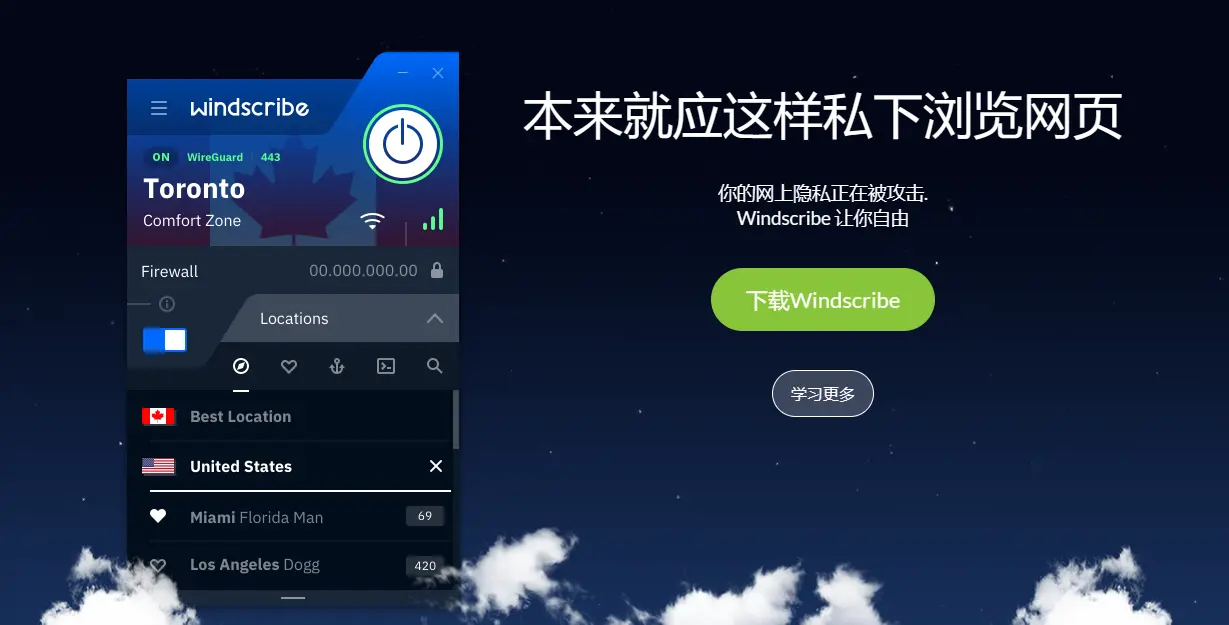 windscribe
ON WireGuard 443
Toronto
Comfort Zone
Firewall 00.000.000.00
Locations
Best Location
United States
Miami Florida Man 69
Los Angeles Dogg 420
本来就应这样私下浏览网页
你的网上隐私正在被攻击.
Windscribe 让你自由
下载Windscribe
学习更多